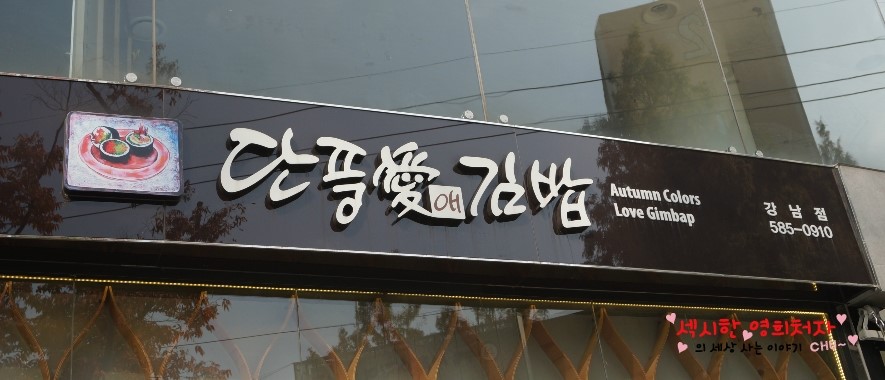 단풍愛애김밥
Autumn Colors
Love Gimbap
강남점
585-0910
섹시한 영희처자
의 세상 사는 이야기 CHu~